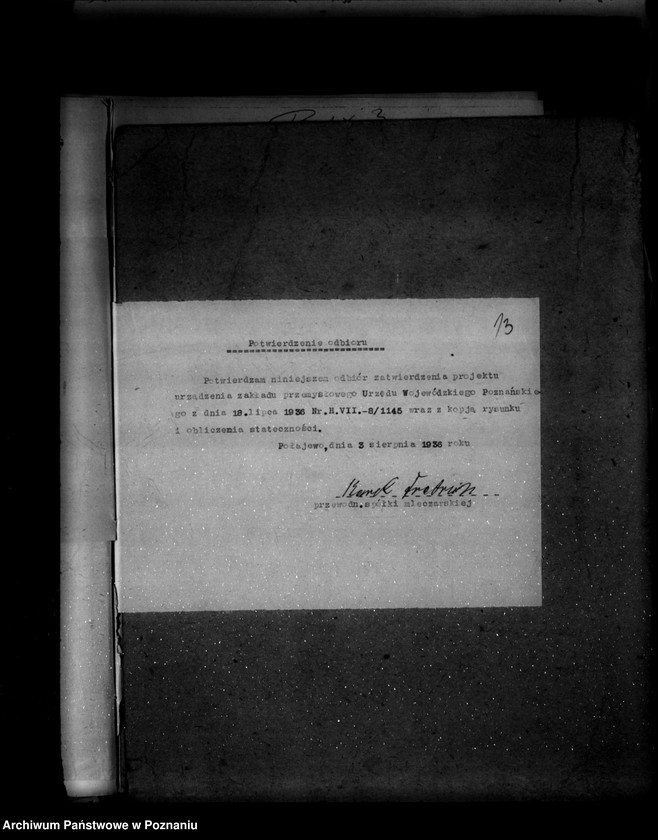 13
Potwierdzenie odbioru
Potwierdzam niniejszem odbiór zatwierdzenia projektu
urządzenia zakładu przemysłowego Urzędu Wojewódzkiego Poznańskie-
go z dnia 18.lipca 1936 Nr.H.VII.-8/1145 wraz z kopją rysunku
i obliczenia stateczności.
Połajewo,dnia 3 sierpnia 1936 roku
przewodn.spółki mleczarskiej
Archiwum Państwowe w Poznaniu